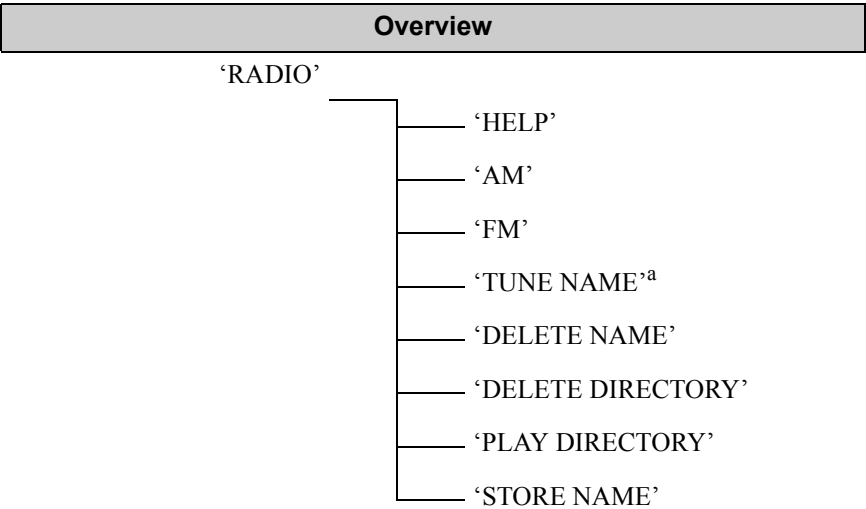 Overview
‘RADIO’
‘HELP’
‘AM’
‘FM’
‘TUNE NAME’a
‘DELETE NAME’
‘DELETE DIRECTORY’
‘PLAY DIRECTORY’
‘STORE NAME’